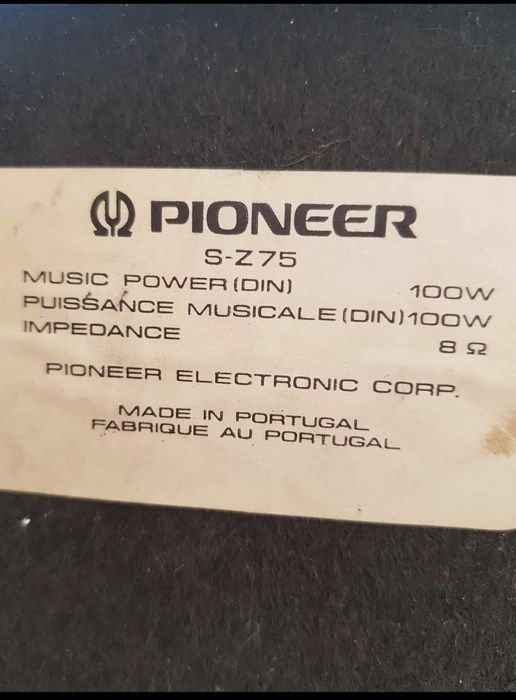 PIONEER
S-Z75
MUSIC POWER (DIN) 100W
PUISSANCE MUSICALE (DIN) 100W
IMPEDANCE 8 Ω
PIONEER ELECTRONIC CORP.
MADE IN PORTUGAL
FABRIQUE AU PORTUGAL